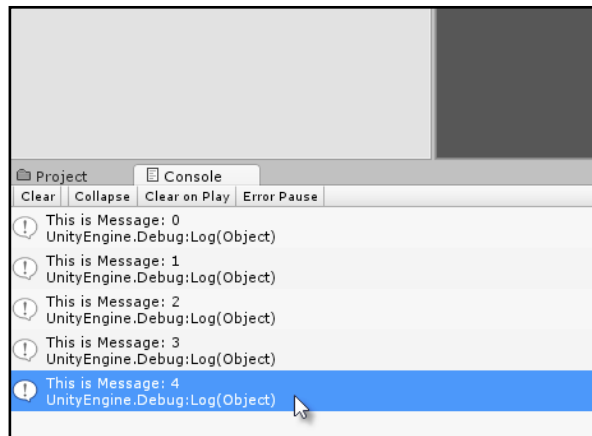 Project
Console
Clear
Collapse
Clear on Play
Error Pause
This is Message: 0
UnityEngine.Debug:Log(Object)
This is Message: 1
UnityEngine.Debug:Log(Object)
This is Message: 2
UnityEngine.Debug:Log(Object)
This is Message: 3
UnityEngine.Debug:Log(Object)
This is Message: 4
UnityEngine.Debug:Log(Object)